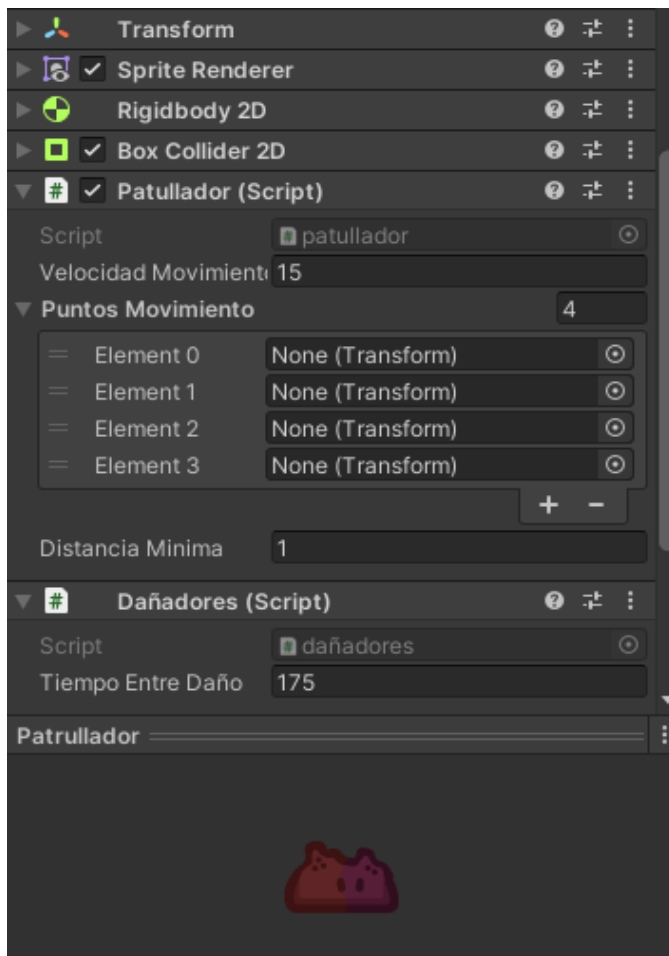 Transform
Sprite Renderer
Rigidbody 2D
Box Collider 2D
# Patullador (Script)
Script # patullador
Velocidad Movimient 15
Puntos Movimiento 4
Element 0 None (Transform)
Element 1 None (Transform)
Element 2 None (Transform)
Element 3 None (Transform)
+ -
Distancia Minima 1
# Dañadores (Script)
Script # dañadores
Tiempo Entre Daño 175
Patrullador